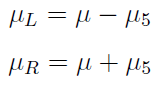 μ_L = μ − μ_5
μ_R = μ + μ_5